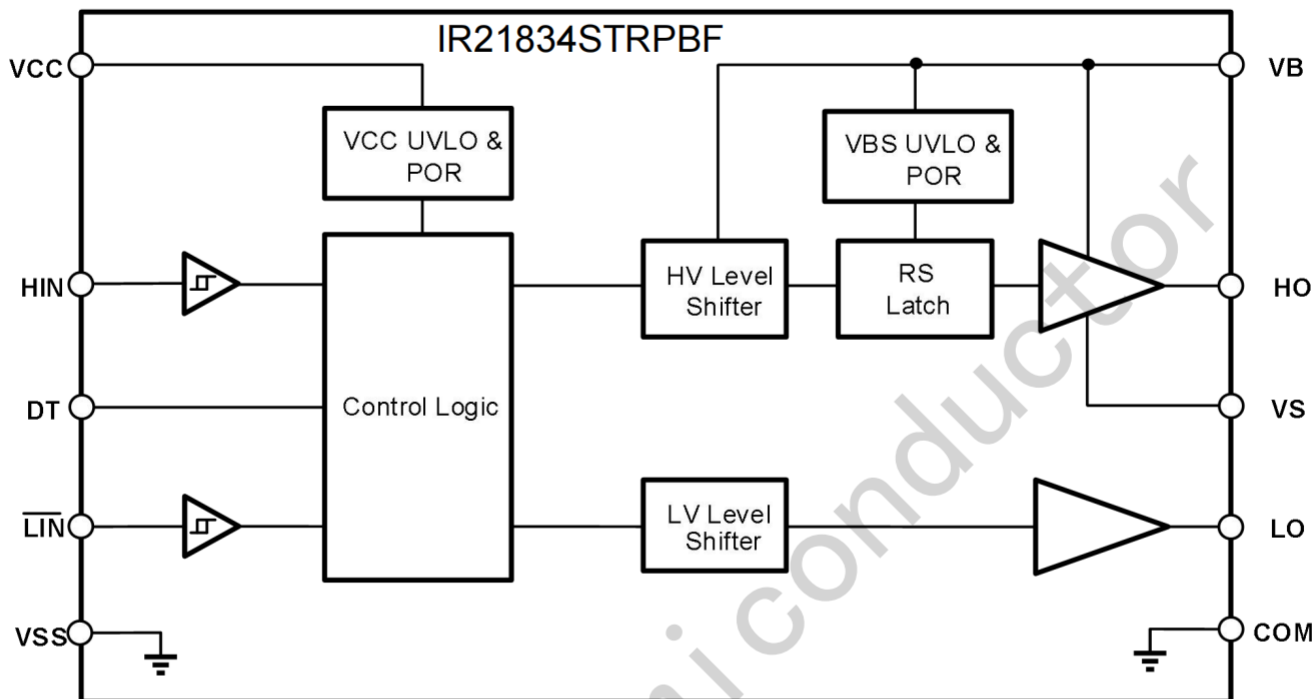 IR21834STRPBF
VCC
VB
VCC UVLO &
POR
VBS UVLO &
POR
HIN
HV Level
Shifter
RS
Latch
HO
DT
Control Logic
VS
LIN
LV Level
Shifter
LO
VSS
COM
miconductor